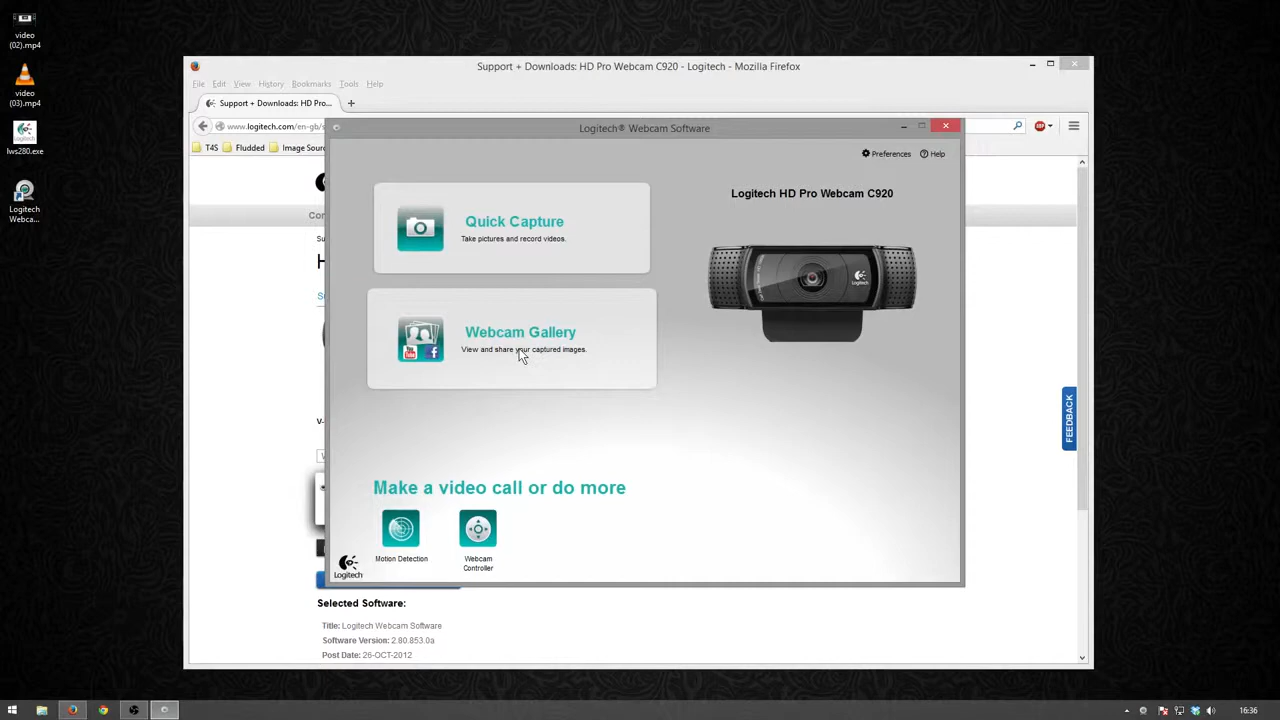 video
(02).mp4
video
(03).mp4
lws280.exe
Logitech
Webca...
Support + Downloads: HD Pro Webcam C920 - Logitech - Mozilla Firefox
File Edit View History Bookmarks Tools Help
Support + Downloads: HD Pro...
www.logitech.com/en-gb/s
T4S Fludded Image Sourc
Logitech® Webcam Software
Preferences Help
Logitech HD Pro Webcam C920
Quick Capture
Take pictures and record videos.
Webcam Gallery
View and share your captured images.
Logitech
Make a video call or do more
Motion Detection
Webcam
Controller
Logitech
FEEDBACK
Selected Software:
Title: Logitech Webcam Software
Software Version: 2.80.853.0a
Post Date: 26-OCT-2012
16:36